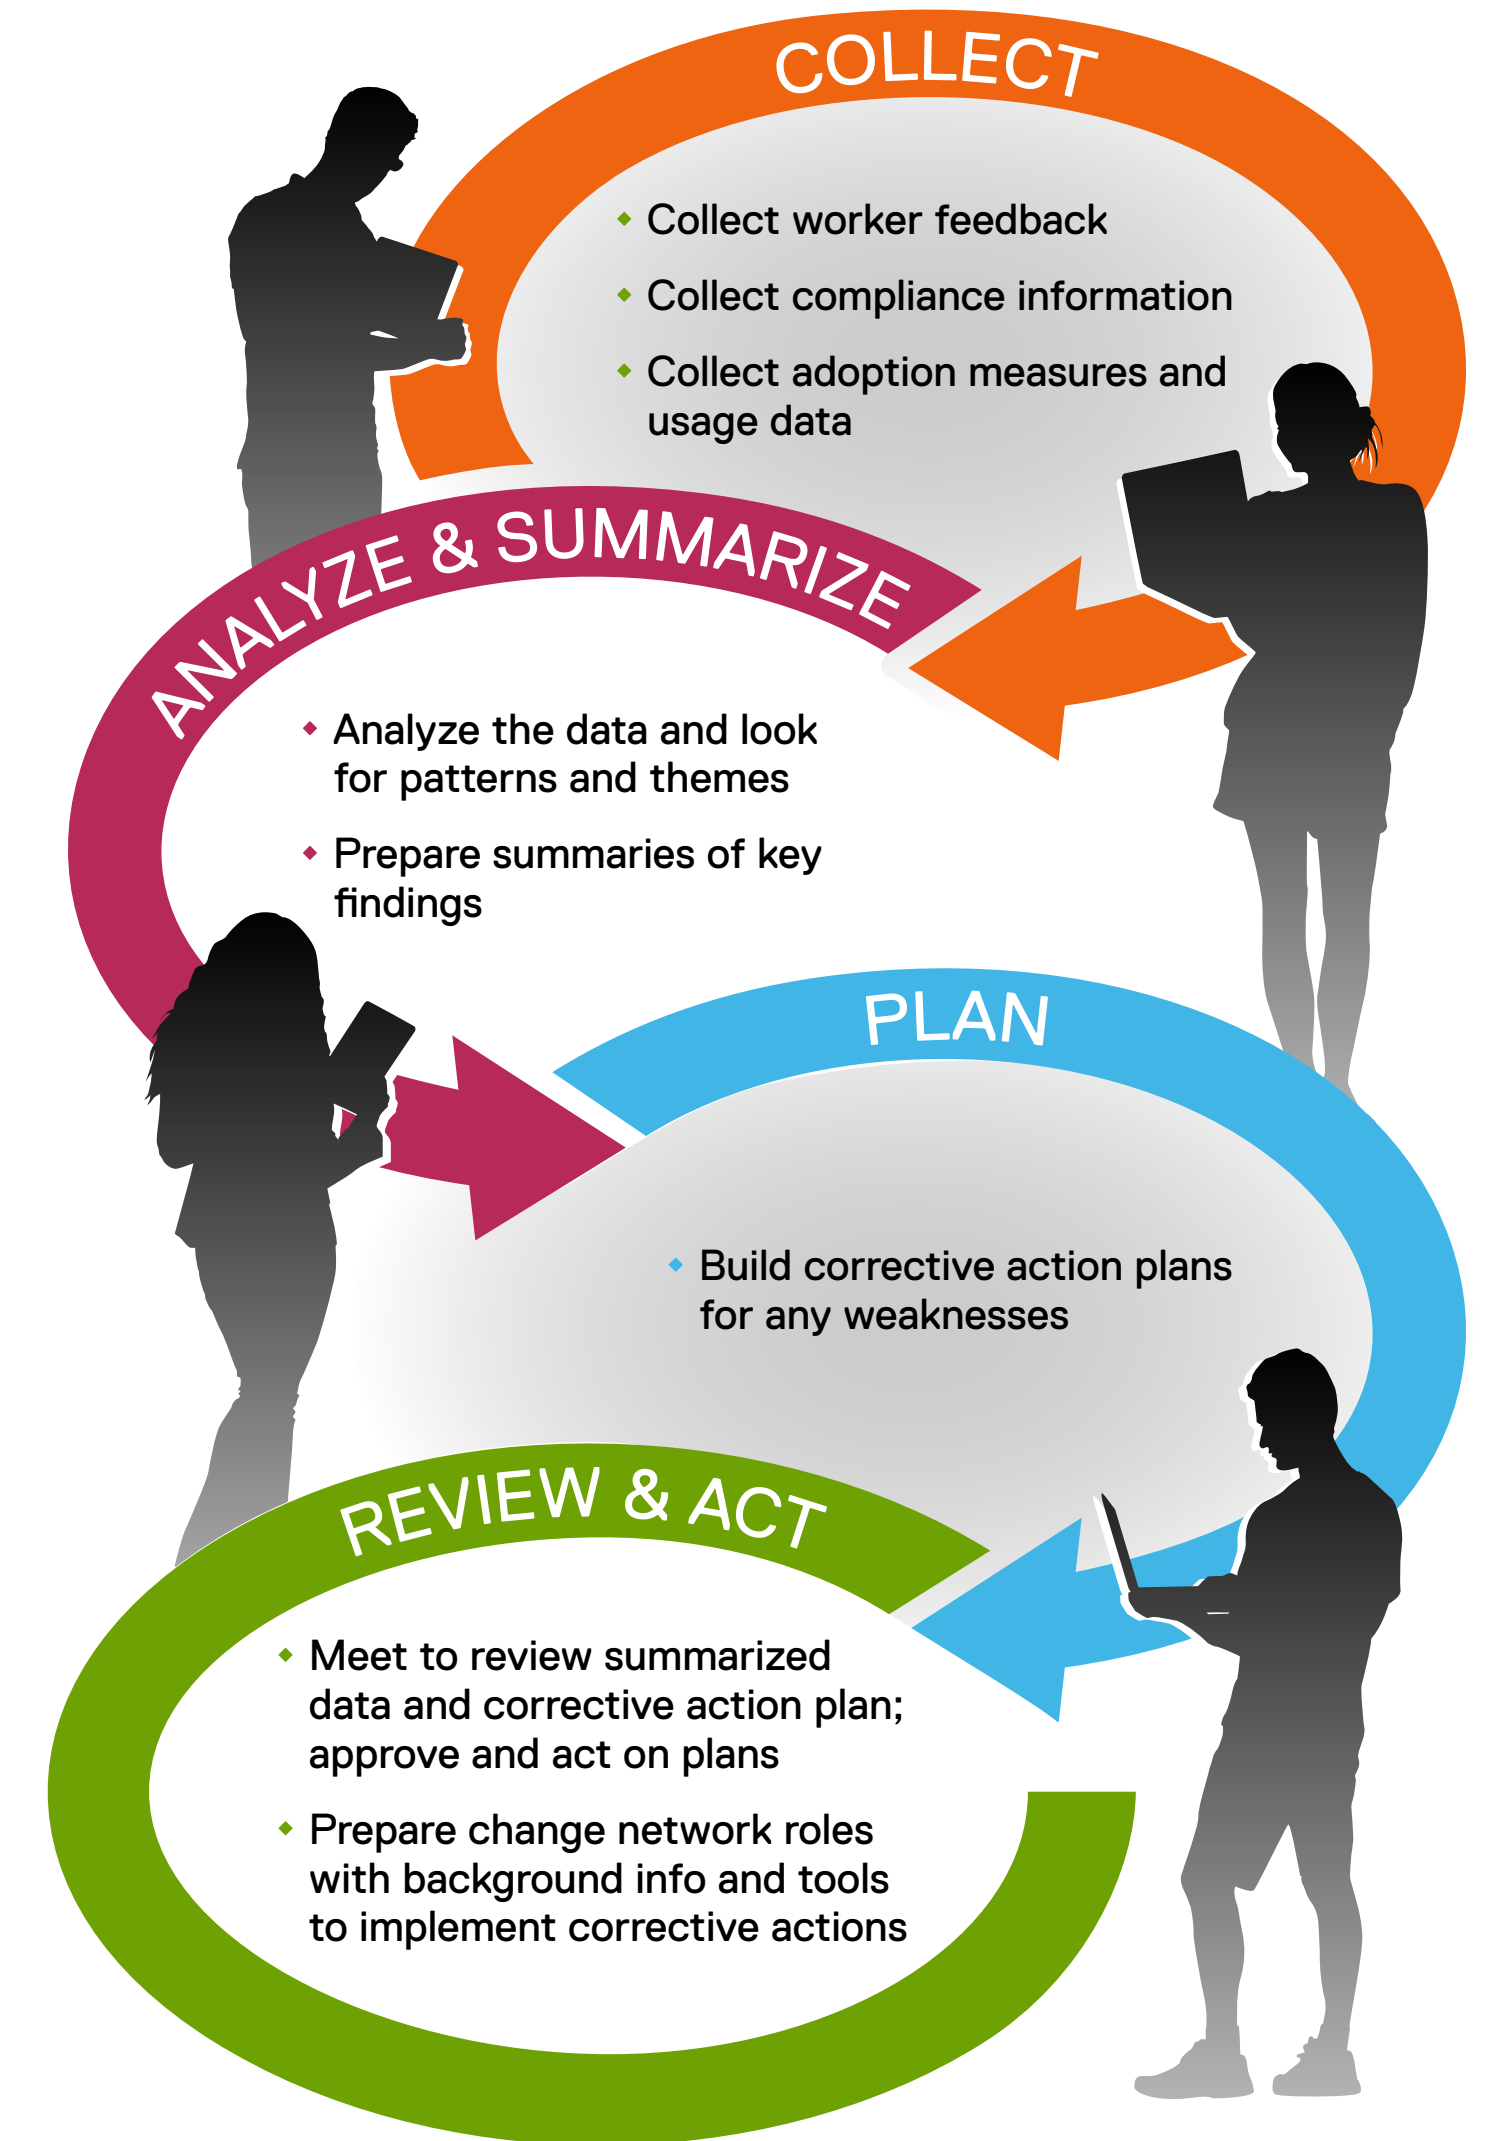 COLLECT
Collect worker feedback
Collect compliance information
Collect adoption measures and
usage data
ANALYZE & SUMMARIZE
Analyze the data and look
for patterns and themes
Prepare summaries of key
findings
PLAN
Build corrective action plans
for any weaknesses
REVIEW & ACT
Meet to review summarized
data and corrective action plan;
approve and act on plans
Prepare change network roles
with background info and tools
to implement corrective actions